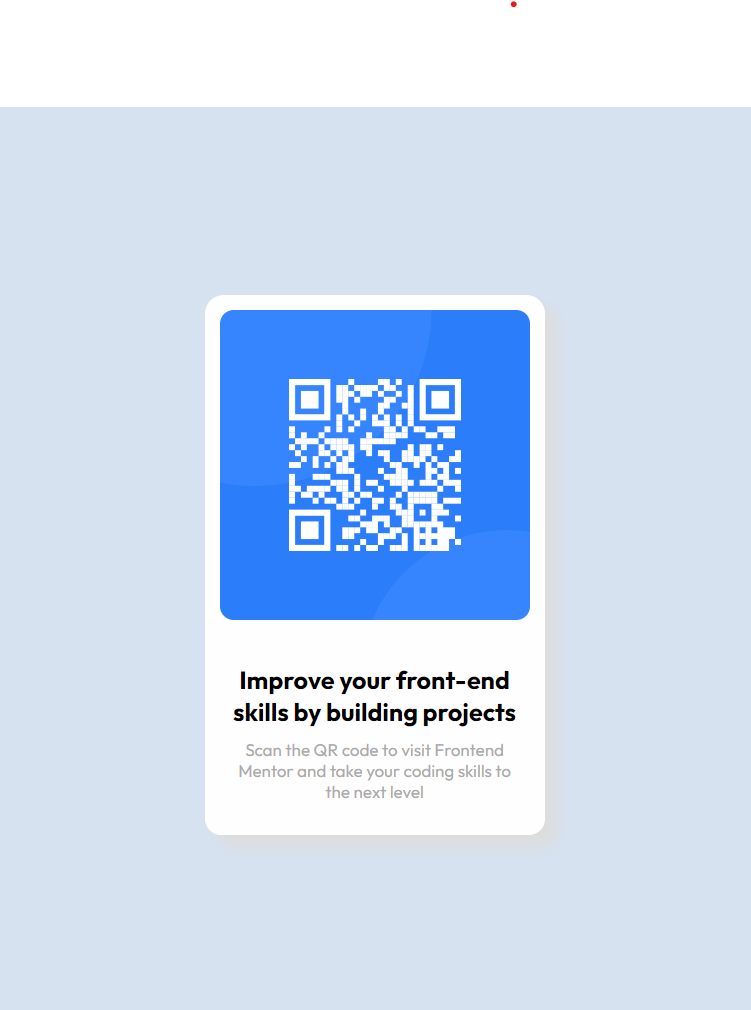 Improve your front-end
skills by building projects
Scan the QR code to visit Frontend
Mentor and take your coding skills to
the next level